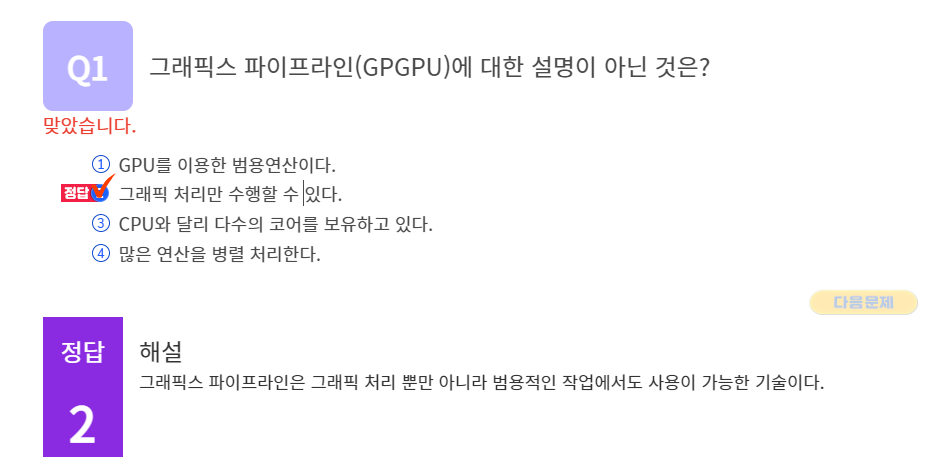 Q1
그래픽스 파이프라인(GPGPU)에 대한 설명이 아닌 것은?
맞았습니다.
① GPU를 이용한 범용연산이다.
정답 그래픽 처리만 수행할 수 있다.
③ CPU와 달리 다수의 코어를 보유하고 있다.
④ 많은 연산을 병렬 처리한다.
다음문제
정답
2
해설
그래픽스 파이프라인은 그래픽 처리 뿐만 아니라 범용적인 작업에서도 사용이 가능한 기술이다.